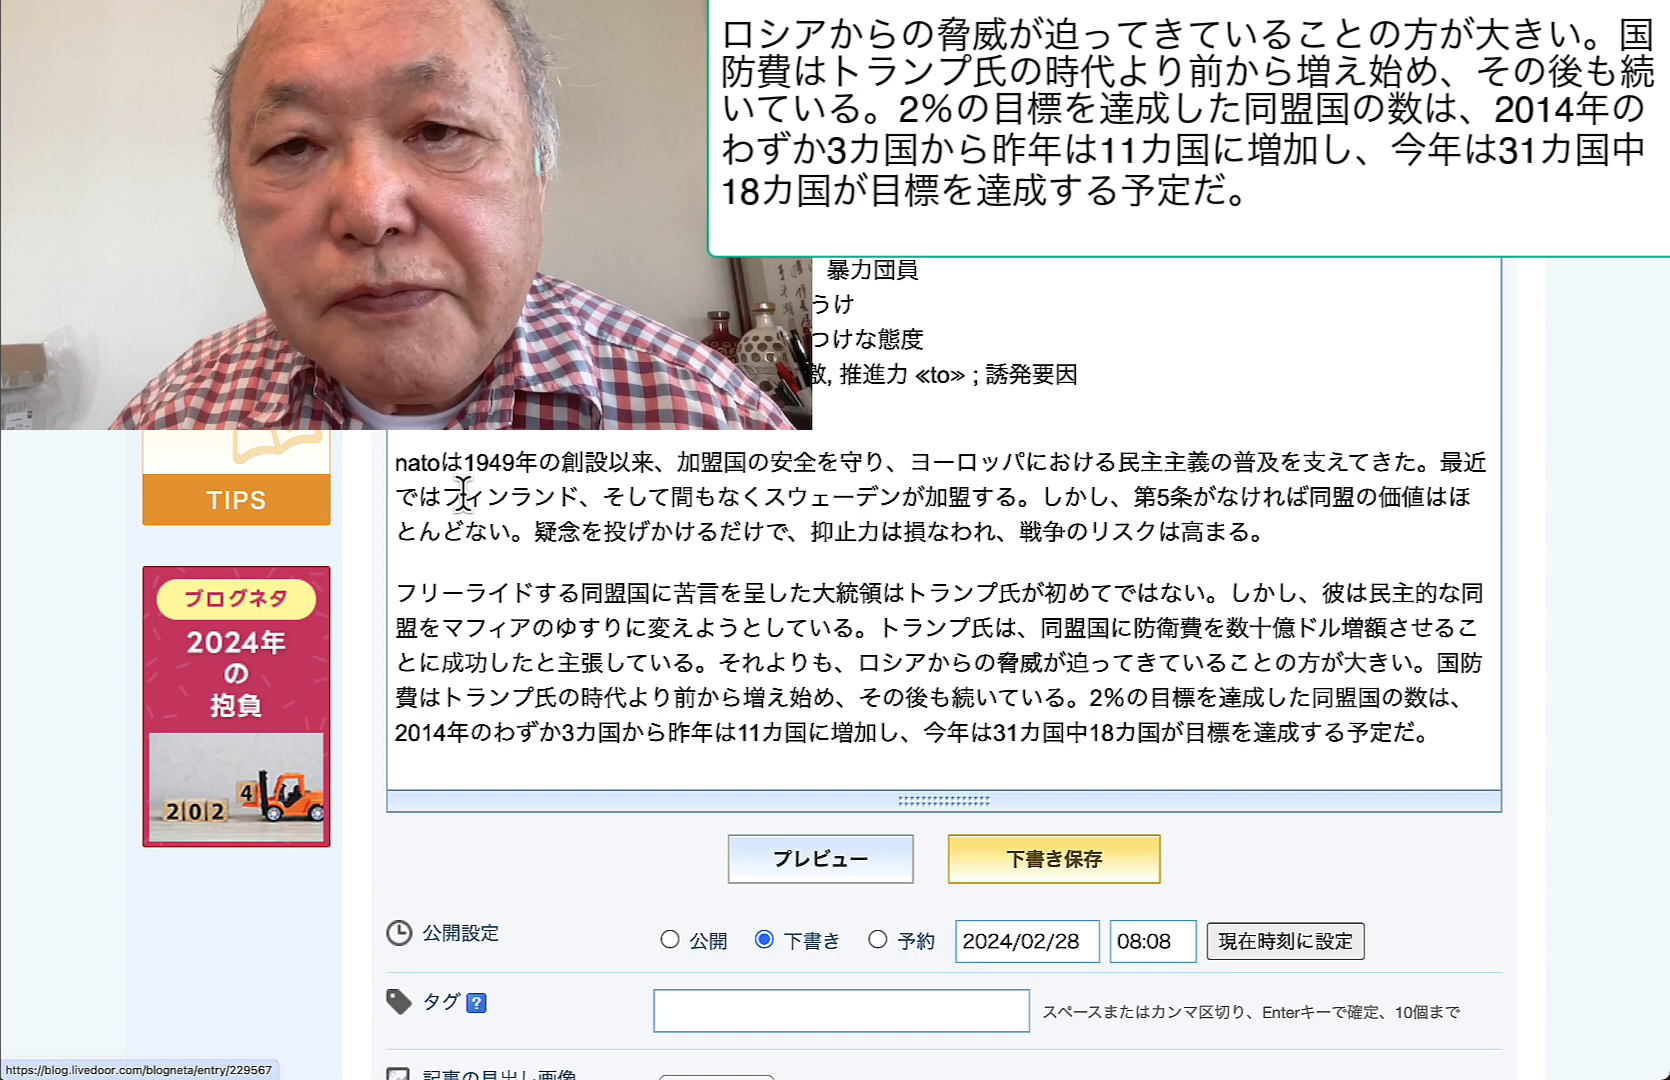 ロシアからの脅威が迫ってきていることの方が大きい。国
防費はトランプ氏の時代より前から増え始め、その後も続
いている。2％の目標を達成した同盟国の数は、2014年の
わずか3カ国から昨年は11カ国に増加し、今年は31カ国中
18カ国が目標を達成する予定だ。
暴力団員
うけ
つけな態度
激, 推進力 ≪to≫ ; 誘発要因
natoは1949年の創設以来、加盟国の安全を守り、ヨーロッパにおける民主主義の普及を支えてきた。最近
ではフィンランド、そして間もなくスウェーデンが加盟する。しかし、第5条がなければ同盟の価値はほ
とんどない。疑念を投げかけるだけで、抑止力は損なわれ、戦争のリスクは高まる。
フリーライドする同盟国に苦言を呈した大統領はトランプ氏が初めてではない。しかし、彼は民主的な同
盟をマフィアのゆすりに変えようとしている。トランプ氏は、同盟国に防衛費を数十億ドル増額させるこ
とに成功したと主張している。それよりも、ロシアからの脅威が迫ってきていることの方が大きい。国防
費はトランプ氏の時代より前から増え始め、その後も続いている。2％の目標を達成した同盟国の数は、
2014年のわずか3カ国から昨年は11カ国に増加し、今年は31カ国中18カ国が目標を達成する予定だ。
TIPS
ブログネタ
2024年
の
抱負
2024
プレビュー
下書き保存
公開設定
公開
下書き
予約
2024/02/28
08:08
現在時刻に設定
タグ
?
スペースまたはカンマ区切り、Enterキーで確定、10個まで
記事の見出し画像
https://blog.livedoor.com/blogneta/entry/229567